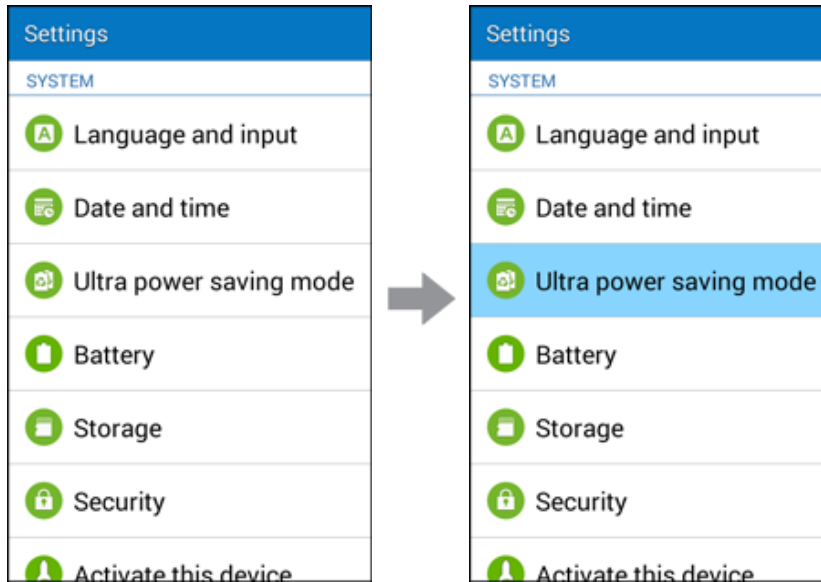 Settings
SYSTEM
Language and input
Date and time
Ultra power saving mode
Battery
Storage
Security
Activate this device
Settings
SYSTEM
Language and input
Date and time
Ultra power saving mode
Battery
Storage
Security
Activate this device